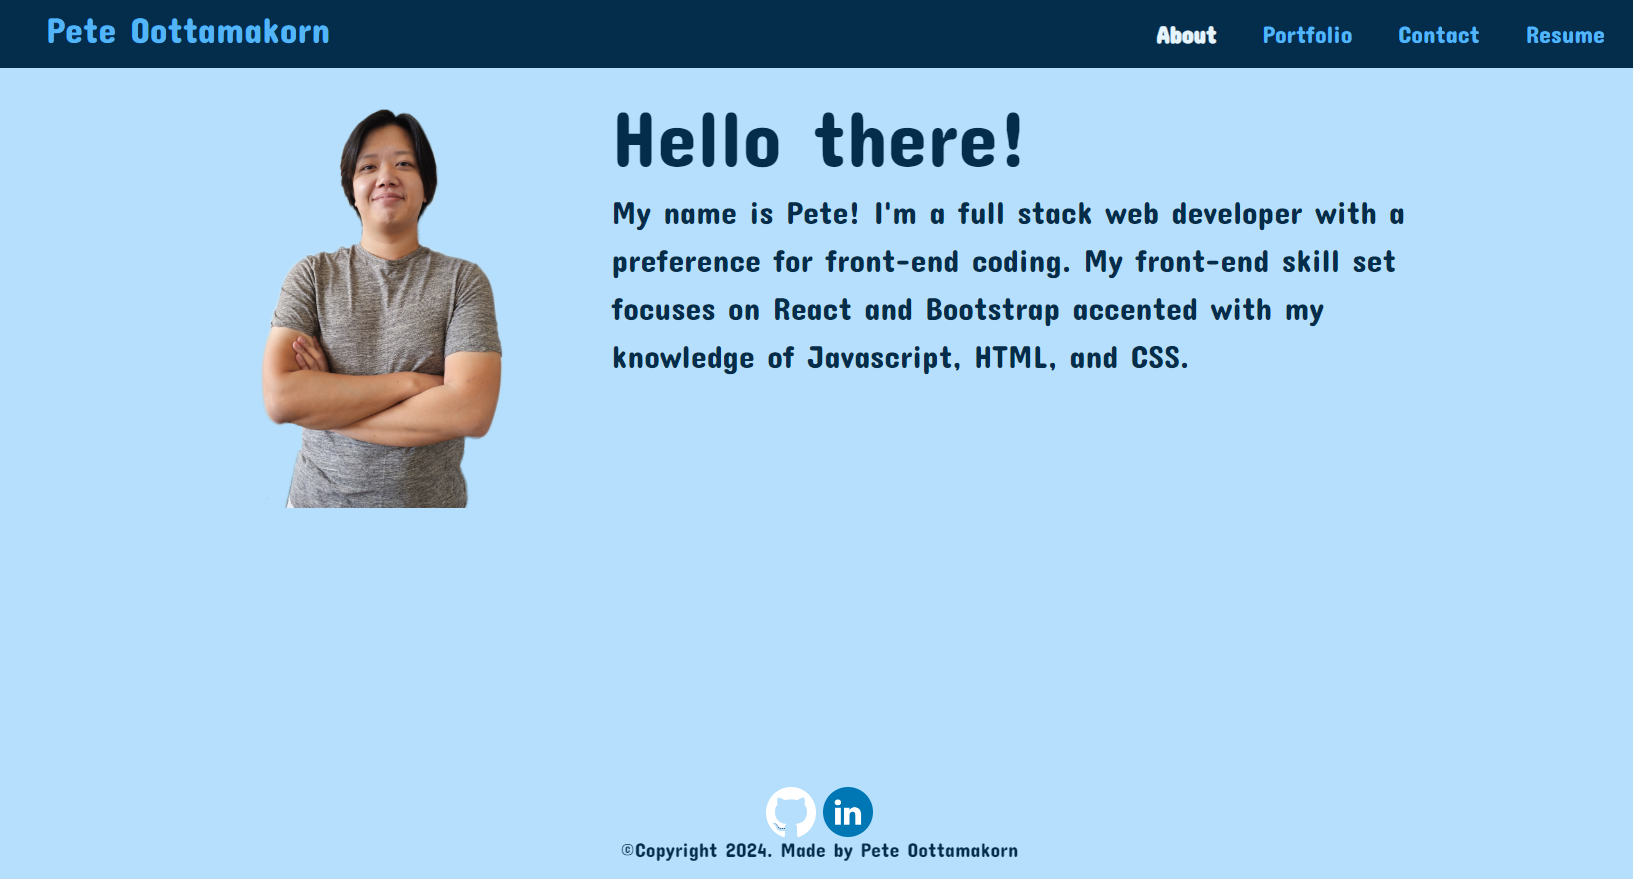 Pete Oottamakorn
About Portfolio Contact Resume
Hello there!
My name is Pete! I'm a full stack web developer with a
preference for front-end coding. My front-end skill set
focuses on React and Bootstrap accented with my
knowledge of Javascript, HTML, and CSS.
in
©Copyright 2024. Made by Pete Oottamakorn